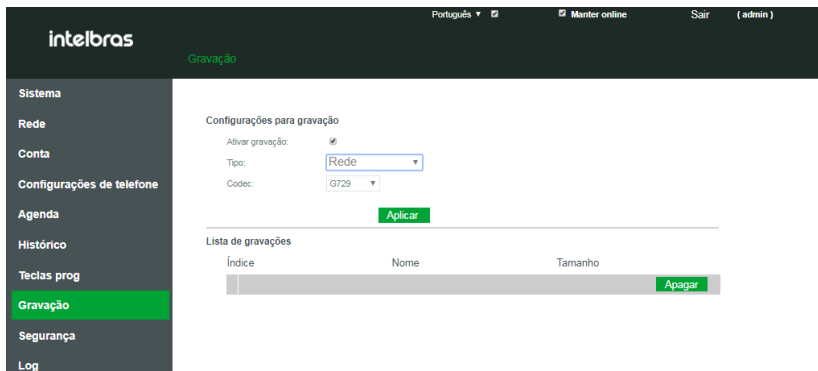 Português
Manter online
Sair
( admin )
intelbras
Gravação
Sistema
Rede
Conta
Configurações de telefone
Agenda
Histórico
Teclas prog
Gravação
Segurança
Log
Configurações para gravação
Ativar gravação:
Tipo: Rede
Codec: G729
Aplicar
Lista de gravações
Índice Nome Tamanho
Apagar